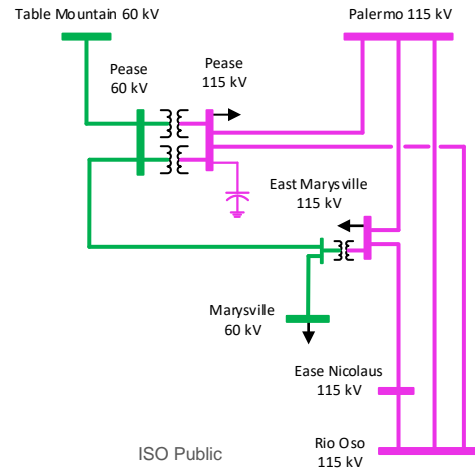 Table Mountain 60 kV
Palermo 115 kV
Pease
60 kV
Pease
115 kV
East Marysville
115 kV
Marysville
60 kV
Ease Nicolaus
115 kV
Rio Oso
115 kV
ISO Public